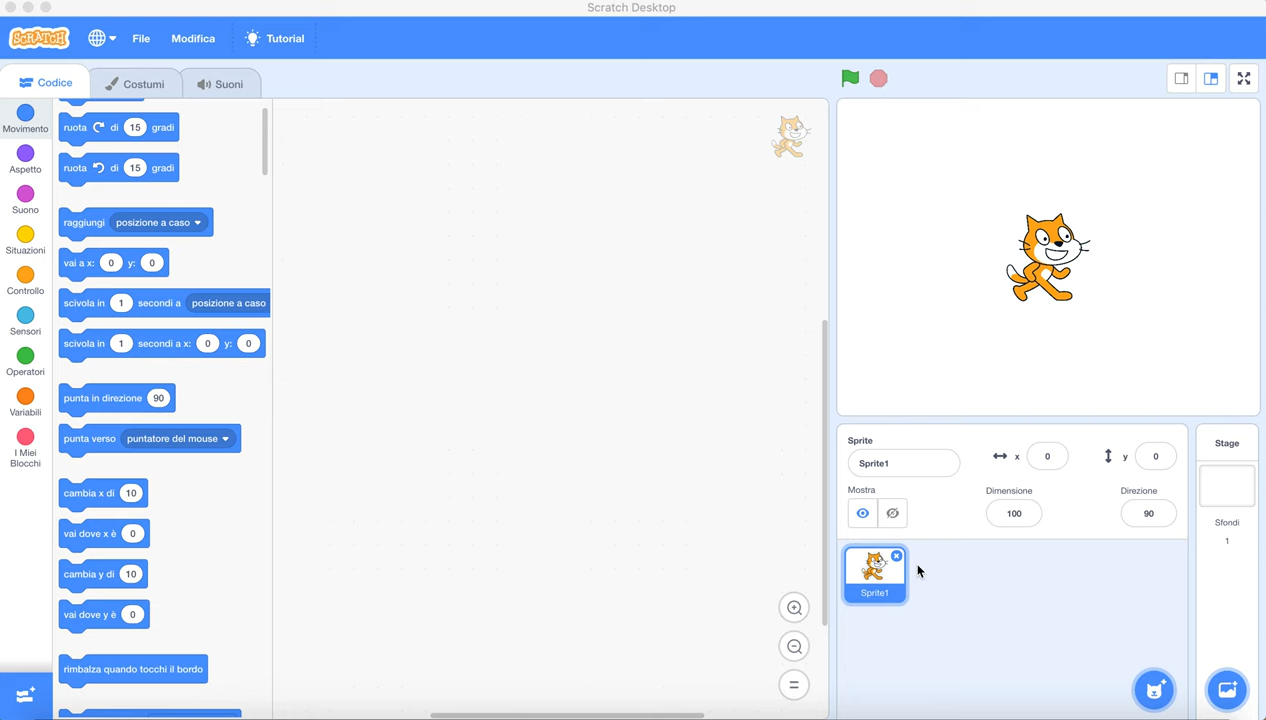 Scratch Desktop
SCRATCH
File
Modifica
Tutorial
Codice
Costumi
Suoni
Movimento
Aspetto
Suono
Situazioni
Controllo
Sensori
Operatori
Variabili
I Miei
Blocchi
ruota di 15 gradi
ruota di 15 gradi
raggiungi posizione a caso
vai a x: 0 y: 0
scivola in 1 secondi a posizione a caso
scivola in 1 secondi a x: 0 y: 0
punta in direzione 90
punta verso puntatore del mouse
cambia x di 10
vai dove x è 0
cambia y di 10
vai dove y è 0
rimbalza quando tocchi il bordo
Sprite
Sprite1
x 0
y 0
Mostra
Dimensione
100
Direzione
90
Sprite1
Stage
Sfondi
1